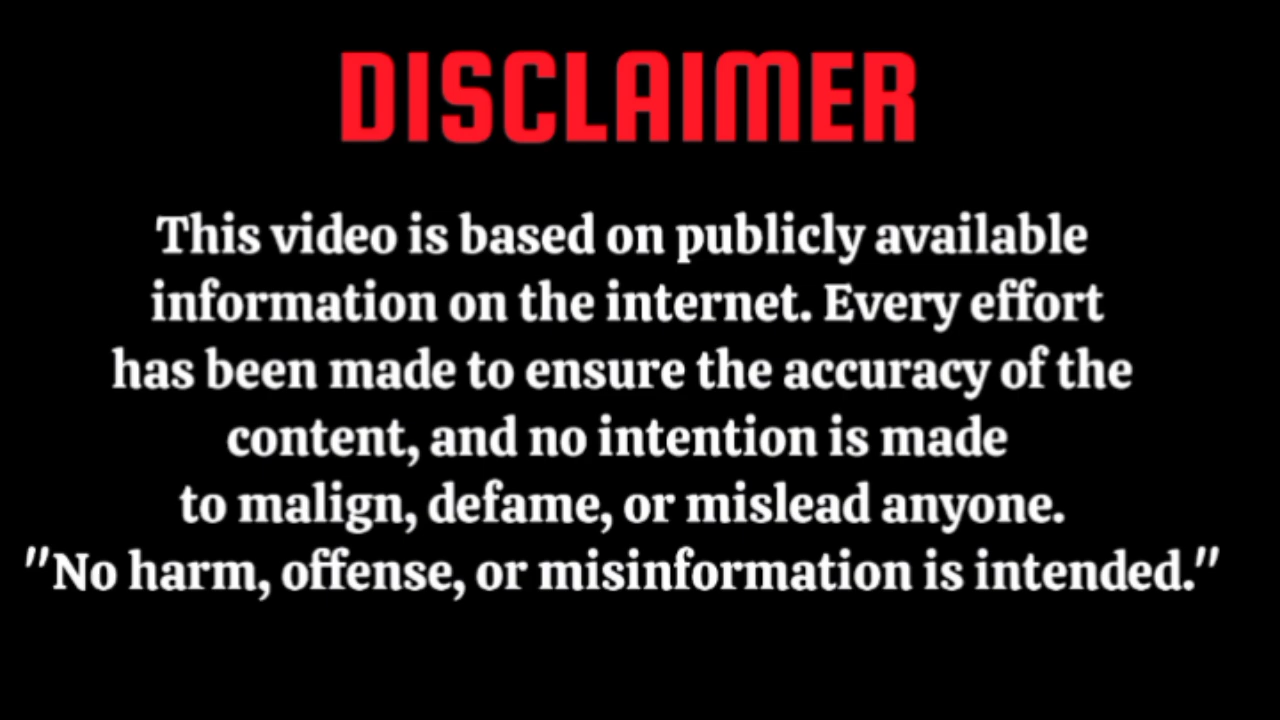 DISCLAIMER
This video is based on publicly available
information on the internet. Every effort
has been made to ensure the accuracy of the
content, and no intention is made
to malign, defame, or mislead anyone.
"No harm, offense, or misinformation is intended."